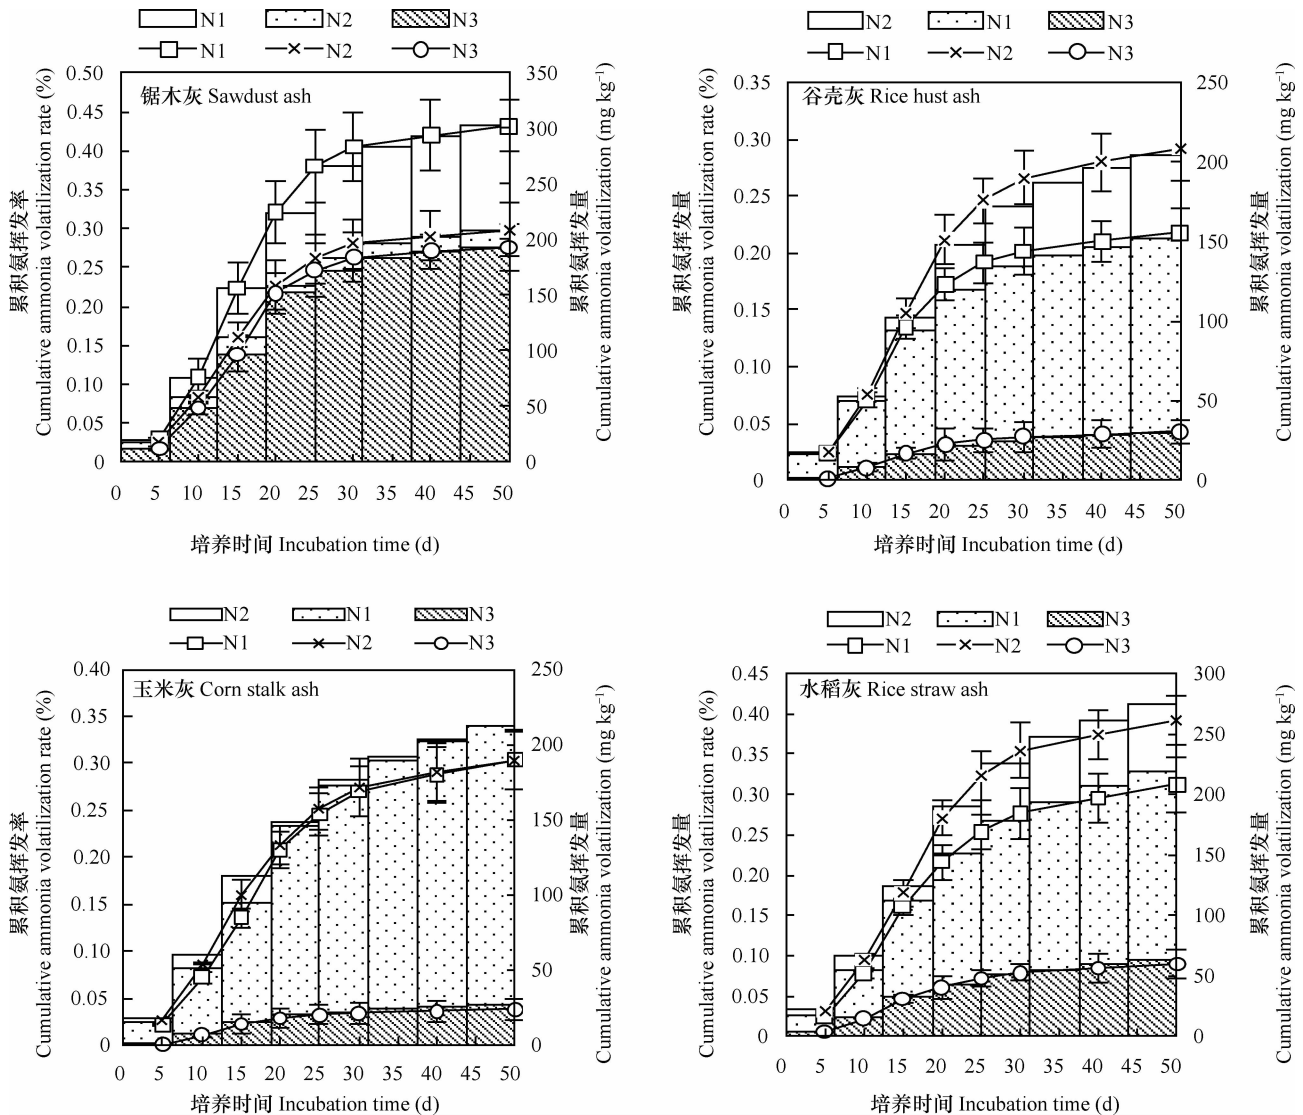 N1 N2 N3
N1 N2 N3
0.50
0.45
0.40
0.35
0.30
0.25
0.20
0.15
0.10
0.05
0
350
300
250
200
150
100
50
0
锯木灰 Sawdust ash
累积氨挥发率
Cumulative ammonia volatilization rate (%)
累积氨挥发量
Cumulative ammonia volatilization (mg kg⁻¹)
0 5 10 15 20 25 30 35 40 45 50
培养时间 Incubation time (d)
N2 N1 N3
N1 N2 N3
0.35
0.30
0.25
0.20
0.15
0.10
0.05
0
250
200
150
100
50
0
谷壳灰 Rice hust ash
累积氨挥发率
Cumulative ammonia volatilization rate (%)
累积氨挥发量
Cumulative ammonia volatilization (mg kg⁻¹)
0 5 10 15 20 25 30 35 40 45 50
培养时间 Incubation time (d)
N2 N1 N3
N1 N2 N3
0.40
0.35
0.30
0.25
0.20
0.15
0.10
0.05
0
250
200
150
100
50
0
玉米灰 Corn stalk ash
累积氨挥发率
Cumulative ammonia volatilization rate (%)
累积氨挥发量
Cumulative ammonia volatilization (mg kg⁻¹)
0 5 10 15 20 25 30 35 40 45 50
培养时间 Incubation time (d)
N2 N1 N3
N1 N2 N3
0.45
0.40
0.35
0.30
0.25
0.20
0.15
0.10
0.05
0
300
250
200
150
100
50
0
水稻灰 Rice straw ash
累积氨挥发率
Cumulative ammonia volatilization rate (%)
累积氨挥发量
Cumulative ammonia volatilization (mg kg⁻¹)
0 5 10 15 20 25 30 35 40 45 50
培养时间 Incubation time (d)